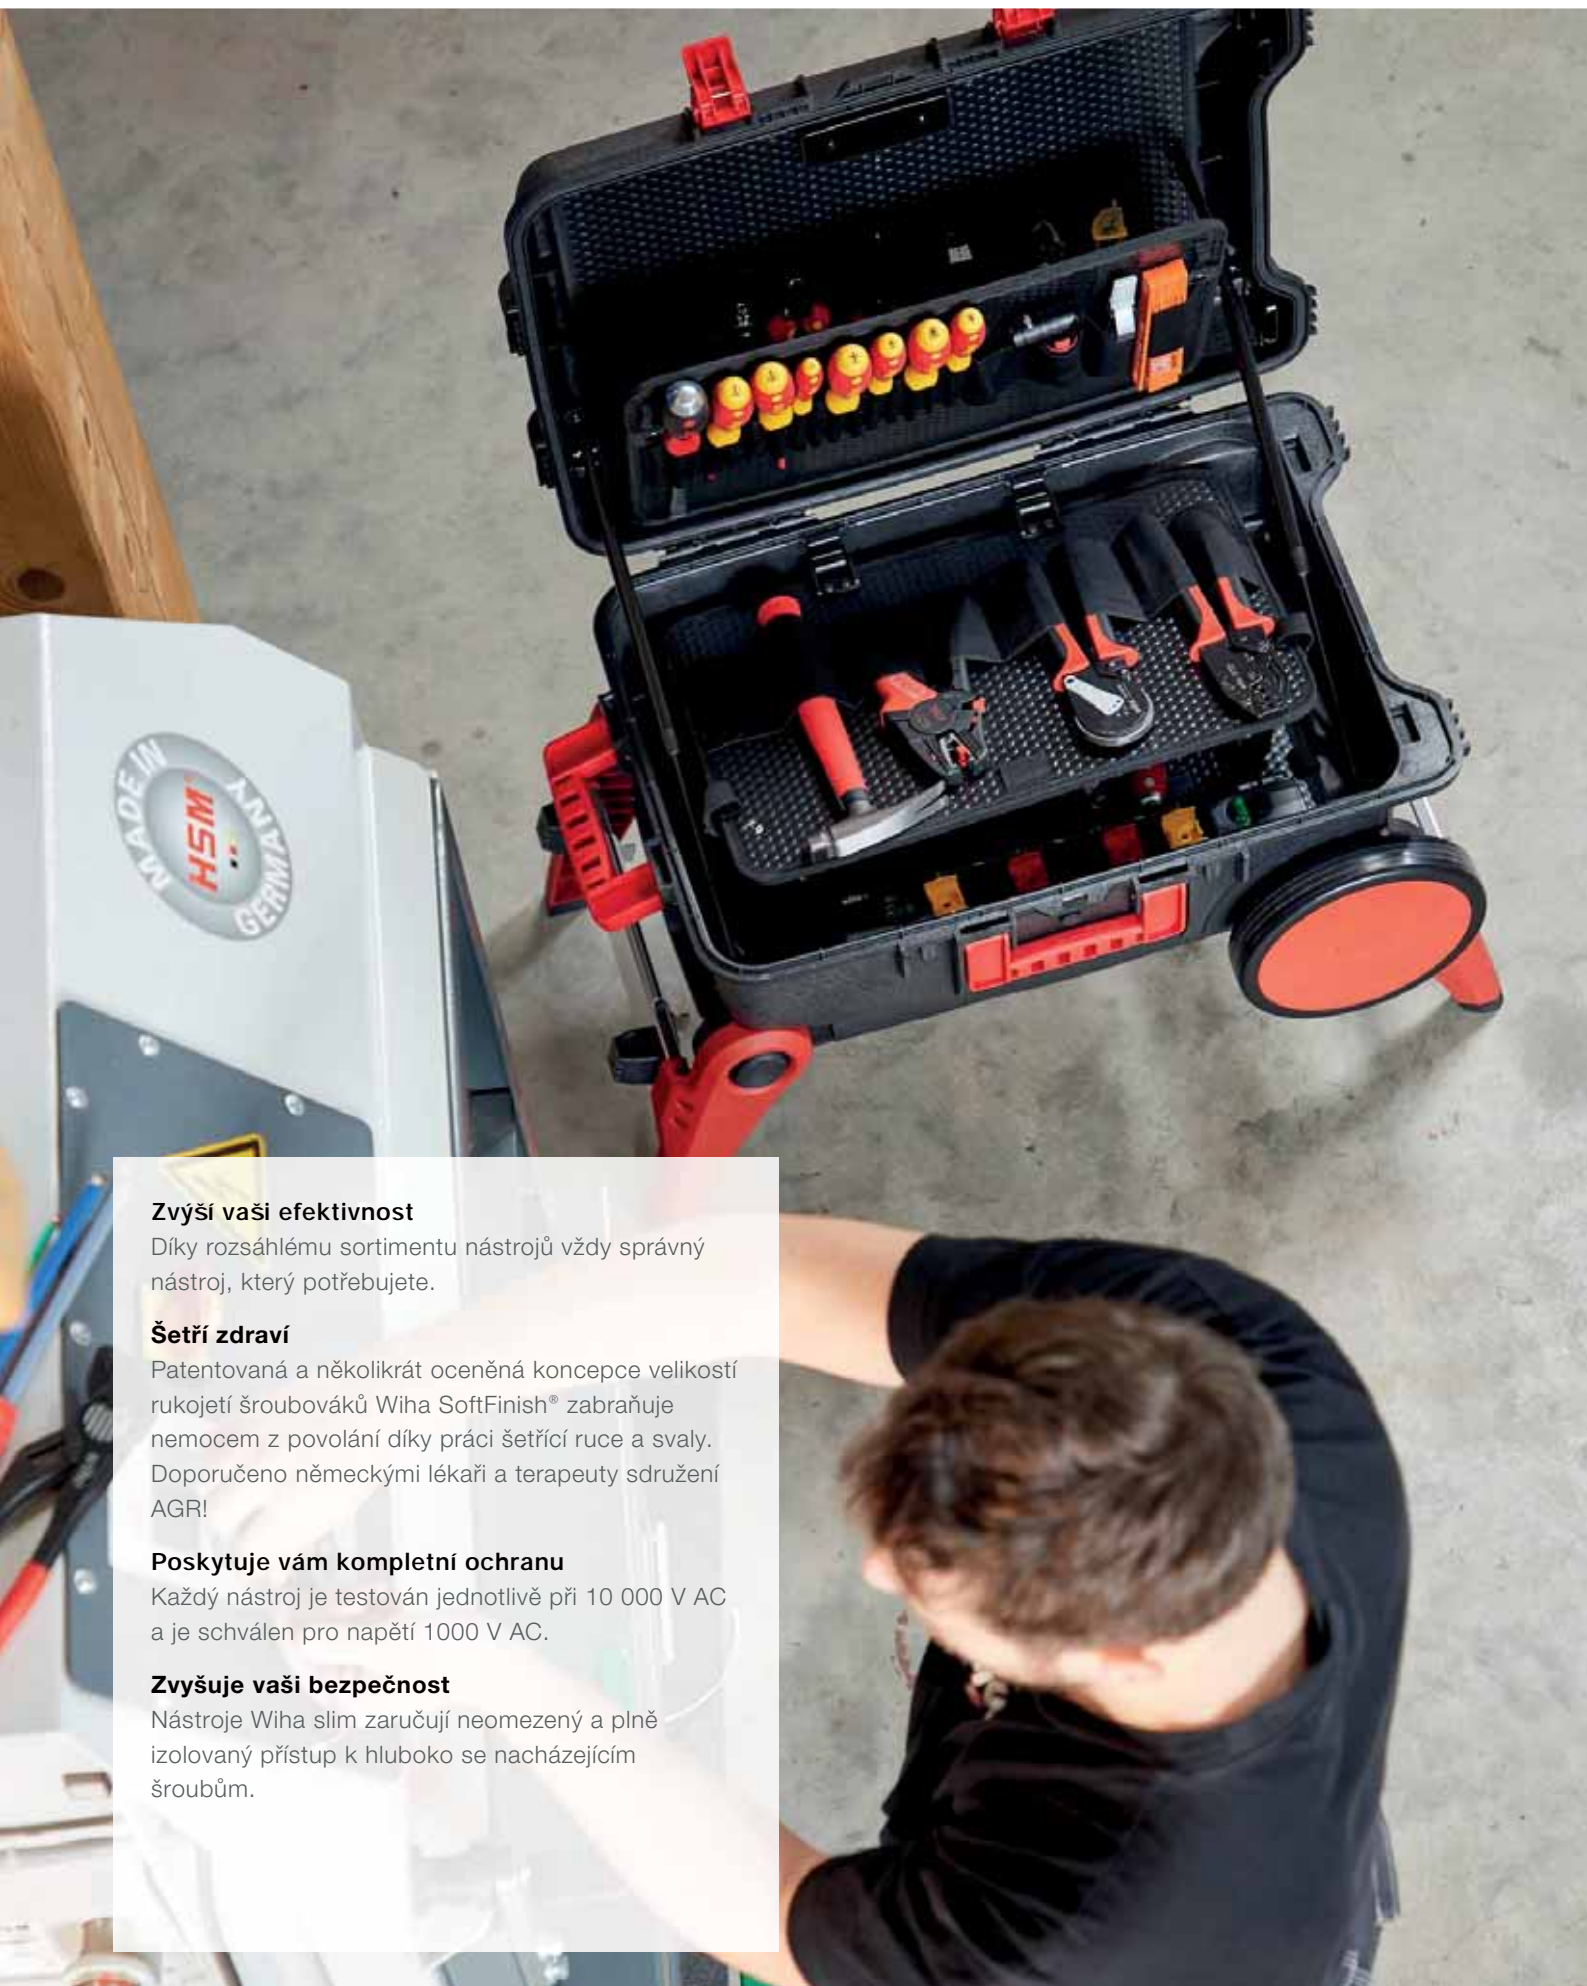 MADE IN
HSM
GERMANY
Zvýší vaši efektivnost
Díky rozsáhlému sortimentu nástrojů vždy správný
nástroj, který potřebujete.
Šetří zdraví
Patentovaná a několikrát oceněná koncepce velikostí
rukojetí šroubováků Wiha SoftFinish® zabraňuje
nemocem z povolání díky práci šetřící ruce a svaly.
Doporučeno německými lékaři a terapeuty sdružení
AGR!
Poskytuje vám kompletní ochranu
Každý nástroj je testován jednotlivě při 10 000 V AC
a je schválen pro napětí 1000 V AC.
Zvyšuje vaši bezpečnost
Nástroje Wiha slim zaručují neomezený a plně
izolovaný přístup k hluboko se nacházejícím
šroubům.